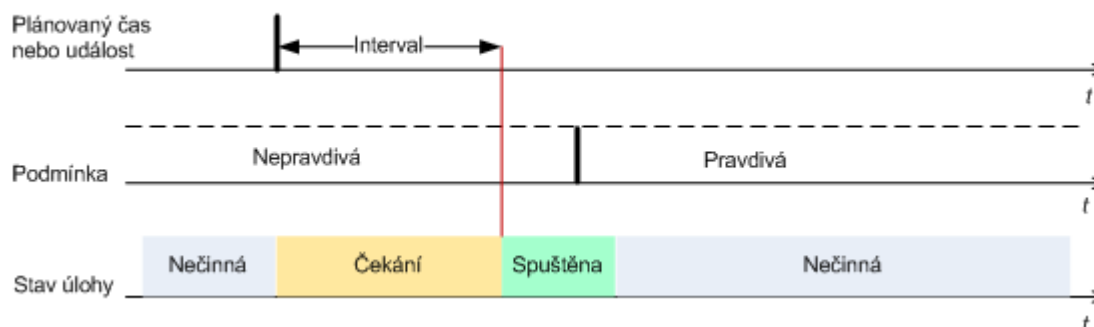 Plánovaný čas
nebo událost
Interval
t
Nepravdivá
Pravdivá
Podmínka
t
Nečinná
Čekání
Spuštěna
Nečinná
Stav úlohy
t